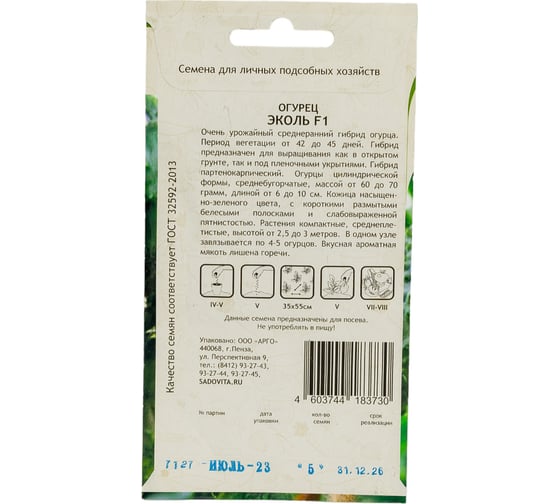 Семена для личных подсобных хозяйств
ОГУРЕЦ
ЭКОЛЬ F1
Очень урожайный среднеранний гибрид огурца.
Период вегетации от 42 до 45 дней. Гибрид
предназначен для выращивания как в открытом
грунте, так и под пленочными укрытиями. Гибрид
партенокарпический. Огурцы цилиндрической
формы, среднебугорчатые, массой от 60 до 70
грамм, длиной от 6 до 10 см. Кожица насыщен-
но-зеленого цвета, с короткими размытыми
белесыми полосками и слабовыраженной
пятнистостью. Растения компактные, среднепле-
тистые, высотой от 2,5 до 3 метров. В одном узле
завязывается по 4-5 огурцов. Вкусная ароматная
мякоть лишена горечи.
IV-V V 35x55см V VII-VIII
Данные семена предназначены для посева.
Не употреблять в пищу!
Упаковано: ООО «АРГО»
440068, г.Пенза,
ул. Перспективная 9,
тел.: (8412) 93-27-43,
93-27-44, 93-27-45,
SADOVITA.RU
4 603744 183730
№ партии дата упаковки кол-во семян срок реализации
7127 ИЮЛЬ-23 "5" 31.12.26
Качество семян соответствует ГОСТ 32592-2013